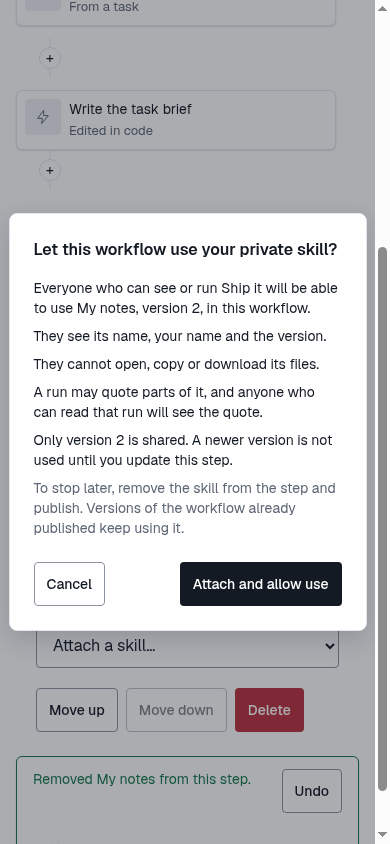 From a task
+
Write the task brief
Edited in code
+
Let this workflow use your private skill?
Everyone who can see or run Ship it will be able
to use My notes, version 2, in this workflow.
They see its name, your name and the version.
They cannot open, copy or download its files.
A run may quote parts of it, and anyone who
can read that run will see the quote.
Only version 2 is shared. A newer version is not
used until you update this step.
To stop later, remove the skill from the step and
publish. Versions of the workflow already
published keep using it.
Cancel
Attach and allow use
Attach a skill...
Move up
Move down
Delete
Removed My notes from this step.
Undo